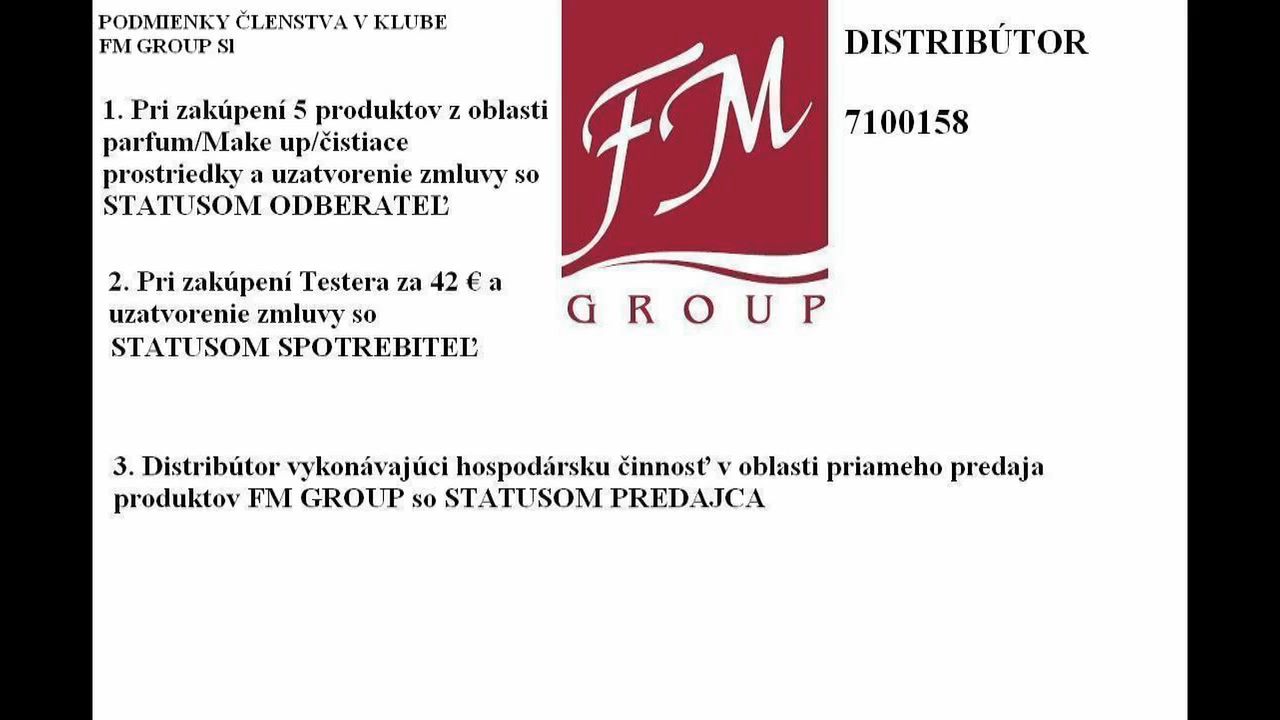 PODMIENKY ČLENSTVA V KLUBE
FM GROUP Sl
1. Pri zakúpení 5 produktov z oblasti
parfum/Make up/čistiace
prostriedky a uzatvorenie zmluvy so
STATUSOM ODBERATEĽ
2. Pri zakúpení Testera za 42 € a
uzatvorenie zmluvy so
STATUSOM SPOTREBITEĽ
FM
GROUP
DISTRIBÚTOR
7100158
3. Distribútor vykonávajúci hospodársku činnosť v oblasti priameho predaja
produktov FM GROUP so STATUSOM PREDAJCA